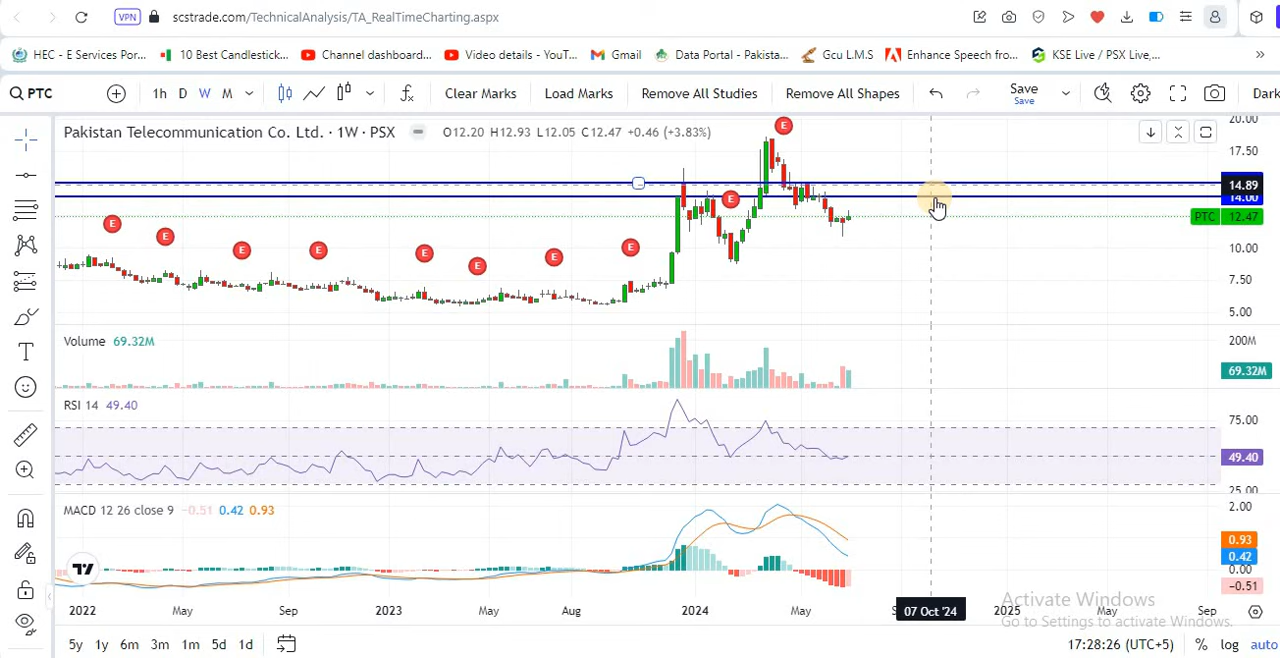 VPN scstrade.com/TechnicalAnalysis/TA_RealTimeCharting.aspx
HEC - E Services Por... 10 Best Candlestick... Channel dashboard... Video details - YouT... Gmail Data Portal - Pakista... Gcu L.M.S Enhance Speech fro... KSE Live / PSX Live,... »
PTC 1h D W M Clear Marks Load Marks Remove All Studies Remove All Shapes Save Dark
Save
Pakistan Telecommunication Co. Ltd. · 1W · PSX O12.20 H12.93 L12.05 C12.47 +0.46 (+3.83%)
20.00
E
17.50
14.89
14.00
E
PTC 12.47
E E E E E E E E
10.00
7.50
5.00
Volume 69.32M
200M
69.32M
RSI 14 49.40
75.00
49.40
25.00
MACD 12 26 close 9 −0.51 0.42 0.93
2.00
0.93
0.42
0.00
−0.51
2022 May Sep 2023 May Aug 2024 May 07 Oct '24 2025 May Sep
Activate Windows
Go to Settings to activate Windows.
5y 1y 6m 3m 1m 5d 1d 17:28:26 (UTC+5) % log auto